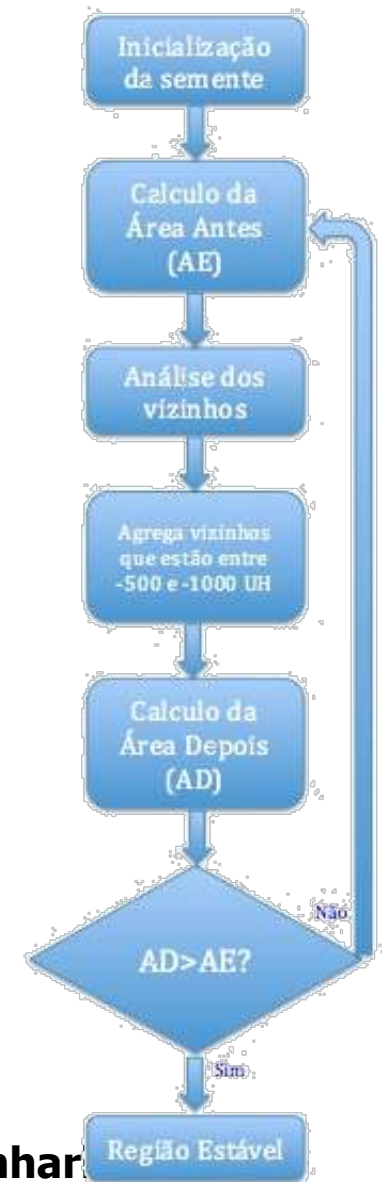 Inicialização
da semente
Calculo da
Área Antes
(AE)
Análise dos
vizinhos
Agrega vizinhos
que estão entre
-500 e -1000 UH
Calculo da
Área Depois
(AD)
Não
AD>AE?
Sim
Região Estável